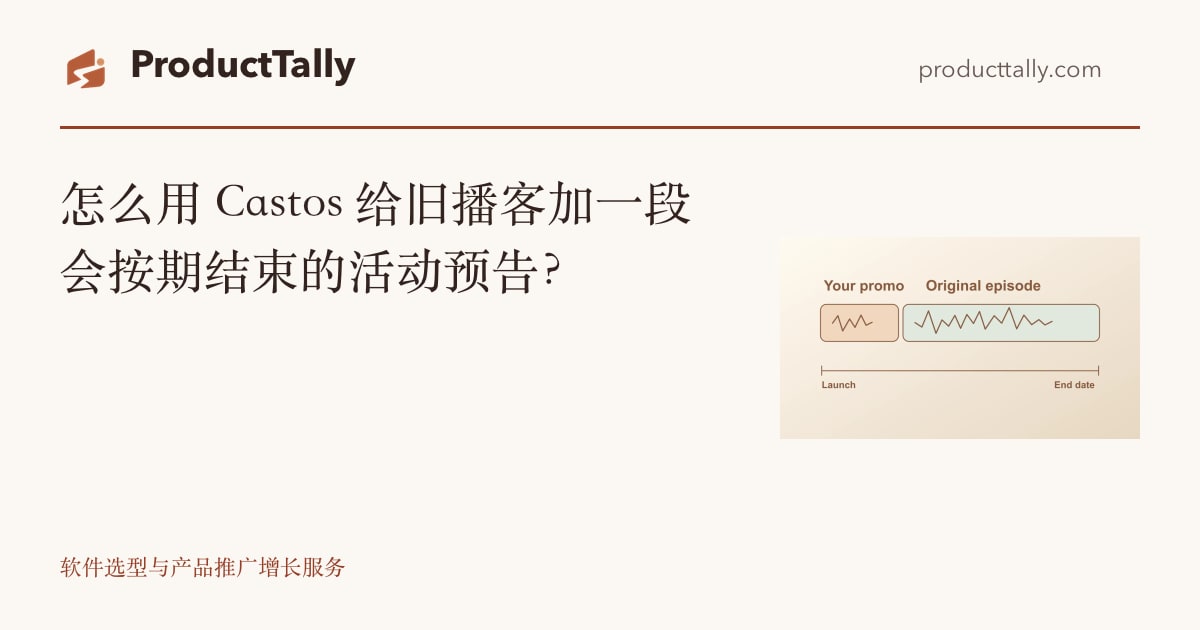 ProductTally
producttally.com
怎么用 Castos 给旧播客加一段
会按期结束的活动预告?
Your promo
Original episode
Launch
End date
软件选型与产品推广增长服务